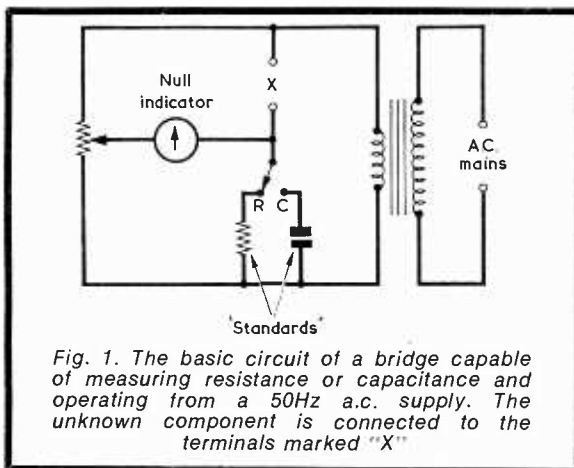 Null
indicator
X
A.C.
mains
R C
'Standards'
Fig. 1. The basic circuit of a bridge capable
of measuring resistance or capacitance and
operating from a 50Hz a.c. supply. The
unknown component is connected to the
terminals marked "X"